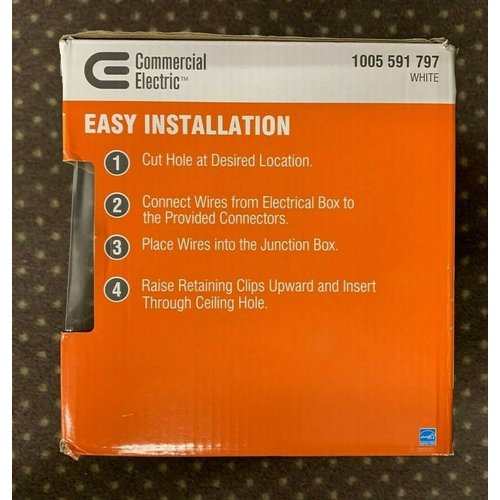 Commercial
Electric™
1005 591 797
WHITE
EASY INSTALLATION
1 Cut Hole at Desired Location.
2 Connect Wires from Electrical Box to
the Provided Connectors.
3 Place Wires into the Junction Box.
4 Raise Retaining Clips Upward and Insert
Through Ceiling Hole.